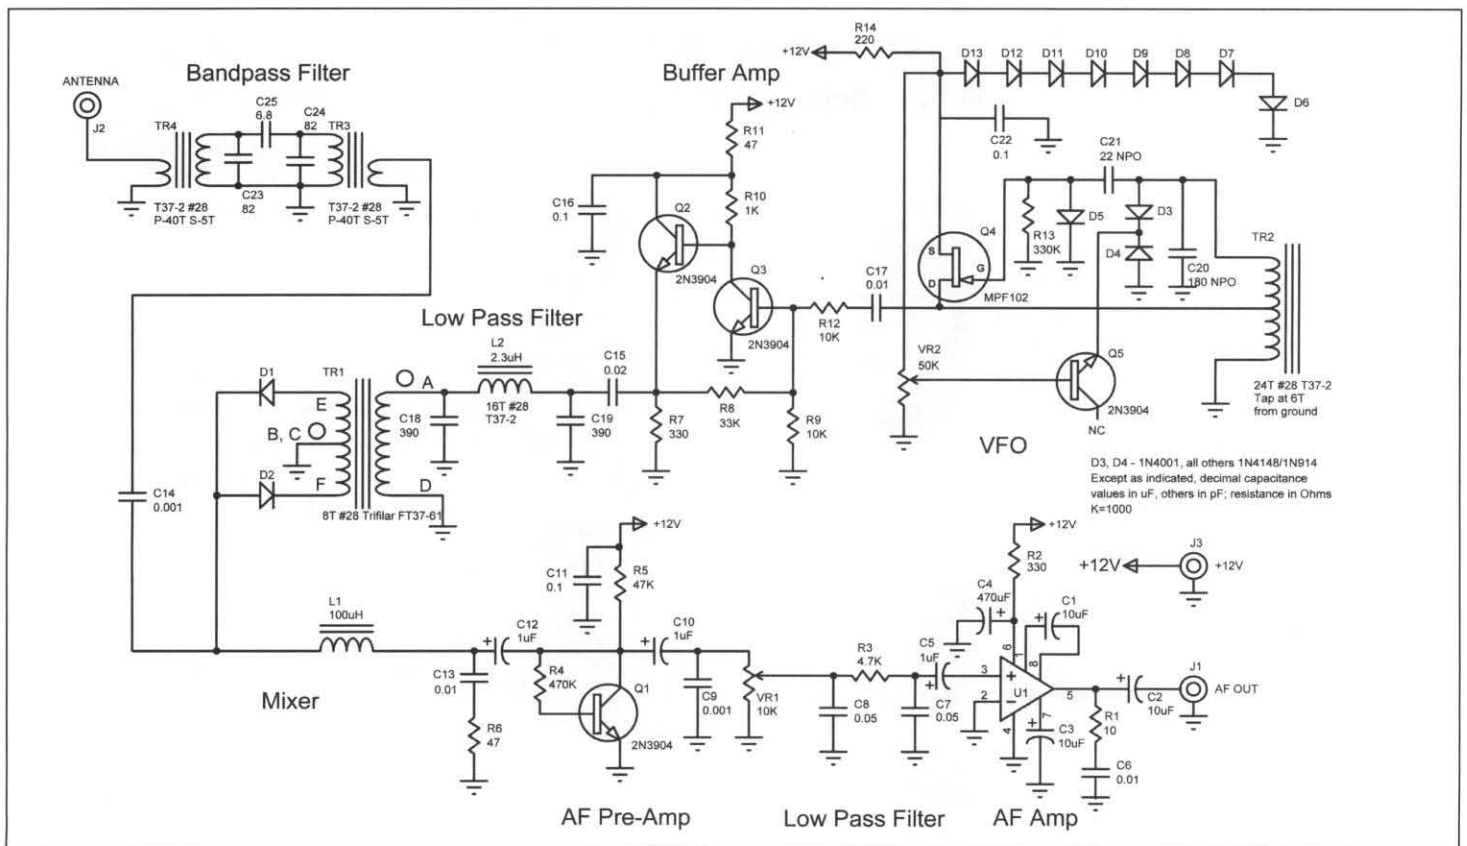 Bandpass Filter
ANTENNA
J2
TR4
C25
6.8
C24
82
TR3
C23
82
T37-2 #28
P-40T S-5T
T37-2 #28
P-40T S-5T
Buffer Amp
+12V
R11
47
C16
0.1
R10
1K
Q2
2N3904
Q3
2N3904
R12
10K
C17
0.01
R14
220
+12V
D13
D12
D11
D10
D9
D8
D7
D6
C22
0.1
C21
22 NPO
Q4
S
G
D
MPF102
R13
330K
D5
D3
D4
C20
180 NPO
TR2
24T #28 T37-2
Tap at 6T
from ground
VR2
50K
Q5
2N3904
NC
VFO
Low Pass Filter
L2
2.3uH
16T #28
T37-2
C15
0.02
C18
390
C19
390
R7
330
R8
33K
R9
10K
D1
TR1
A
E
B, C
D2
F
D
8T #28 Trifilar FT37-61
C14
0.001
D3, D4 - 1N4001, all others 1N4148/1N914
Except as indicated, decimal capacitance
values in uF, others in pF; resistance in Ohms
K=1000
L1
100uH
Mixer
C13
0.01
R6
47
C12
+
1uF
C11
0.1
+12V
R5
47K
R4
470K
Q1
2N3904
C10
+
1uF
C9
0.001
VR1
10K
AF Pre-Amp
C8
0.05
R3
4.7K
C7
0.05
C5
1uF
+
Low Pass Filter
+12V
R2
330
C4
470uF
+
C1
+
10uF
6
1
8
3
+
2
-
U1
5
4
7
+
C3
10uF
R1
10
C6
0.01
+
C2
10uF
J1
AF OUT
AF Amp
+12V
J3
+12V